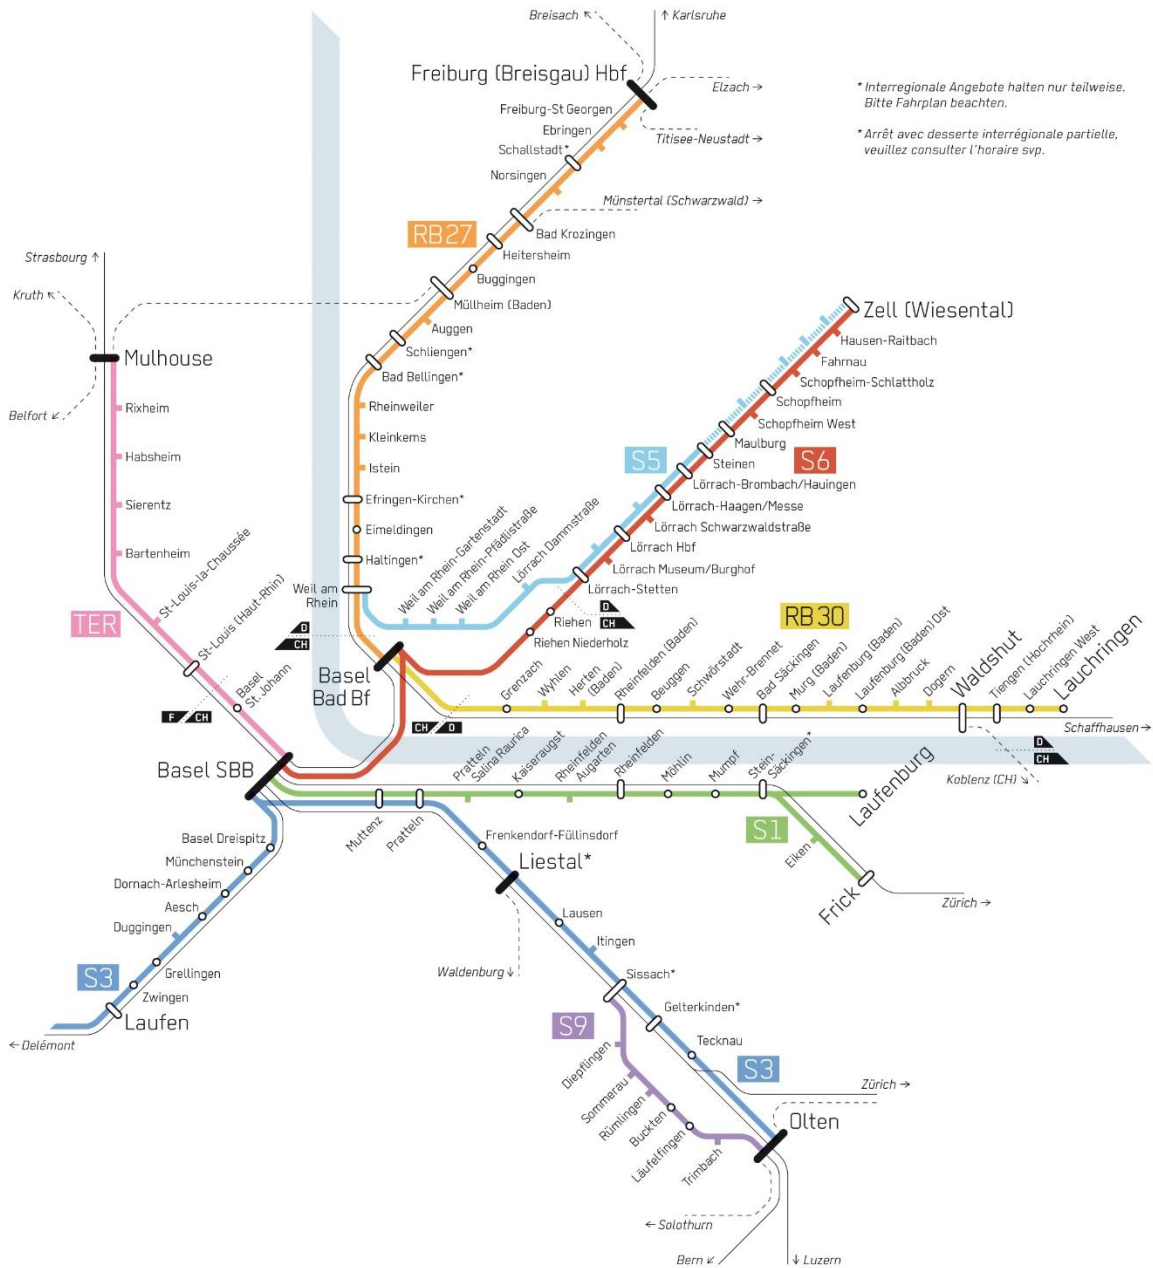 Breisach
Karlsruhe
Freiburg (Breisgau) Hbf
Elzach
* Interregionale Angebote halten nur teilweise.
Bitte Fahrplan beachten.
* Arrêt avec desserte interrégionale partielle,
veuillez consulter l'horaire svp.
Freiburg-St Georgen
Ebringen
Titisee-Neustadt
Schallstadt*
Norsingen
Münstertal (Schwarzwald)
RB27
Bad Krozingen
Heitersheim
Buggingen
Müllheim (Baden)
Auggen
Schliengen*
Bad Bellingen*
Rheinweiler
Kleinkems
Istein
Efringen-Kirchen*
Eimeldingen
Haltingen*
Weil am
Rhein
Strasbourg
Kruth
Mulhouse
Belfort
Rixheim
Habsheim
Sierentz
Bartenheim
St-Louis-la-Chaussée
TER
St-Louis (Haut-Rhin)
Basel
St. Johann
F
CH
Zell (Wiesental)
Hausen-Raitbach
Fahrnau
Schopfheim-Schlattholz
Schopfheim
Schopfheim West
Maulburg
Steinen
S5
S6
Lörrach-Brombach/Hauingen
Lörrach-Haagen/Messe
Lörrach Schwarzwaldstraße
Lörrach Hbf
Lörrach Museum/Burghof
Lörrach-Stetten
Weil am Rhein-Gartenstadt
Weil am Rhein-Pfädlistraße
Weil am Rhein Ost
Lörrach Dammstraße
Riehen
Riehen Niederholz
D
CH
D
CH
Basel
Bad Bf
CH
D
RB30
Grenzach
Wyhlen
Herten
(Baden)
Rheinfelden (Baden)
Beuggen
Schwörstadt
Wehr-Brennet
Bad Säckingen
Murg (Baden)
Laufenburg (Baden)
Laufenburg (Baden) Ost
Albbruck
Dogern
Waldshut
Tiengen (Hochrhein)
Lauchringen West
Lauchringen
Schaffhausen
D
CH
Koblenz (CH)
Basel SBB
Muttenz
Pratteln
Pratteln
Salina Raurica
Kaiseraugst
Rheinfelden
Augarten
Rheinfelden
Möhlin
Mumpf
Stein-
Säckingen*
Laufenburg
S1
Eiken
Frick
Zürich
Basel Dreispitz
Münchenstein
Dornach-Arlesheim
Aesch
Duggingen
Grellingen
Zwingen
S3
Laufen
Delémont
Frenkendorf-Füllinsdorf
Liestal*
Lausen
Itingen
Waldenburg
Sissach*
Gelterkinden*
Tecknau
S3
Zürich
Olten
S9
Diepflingen
Sommerau
Rümlingen
Buckten
Läufelfingen
Trimbach
Solothurn
Bern
Luzern